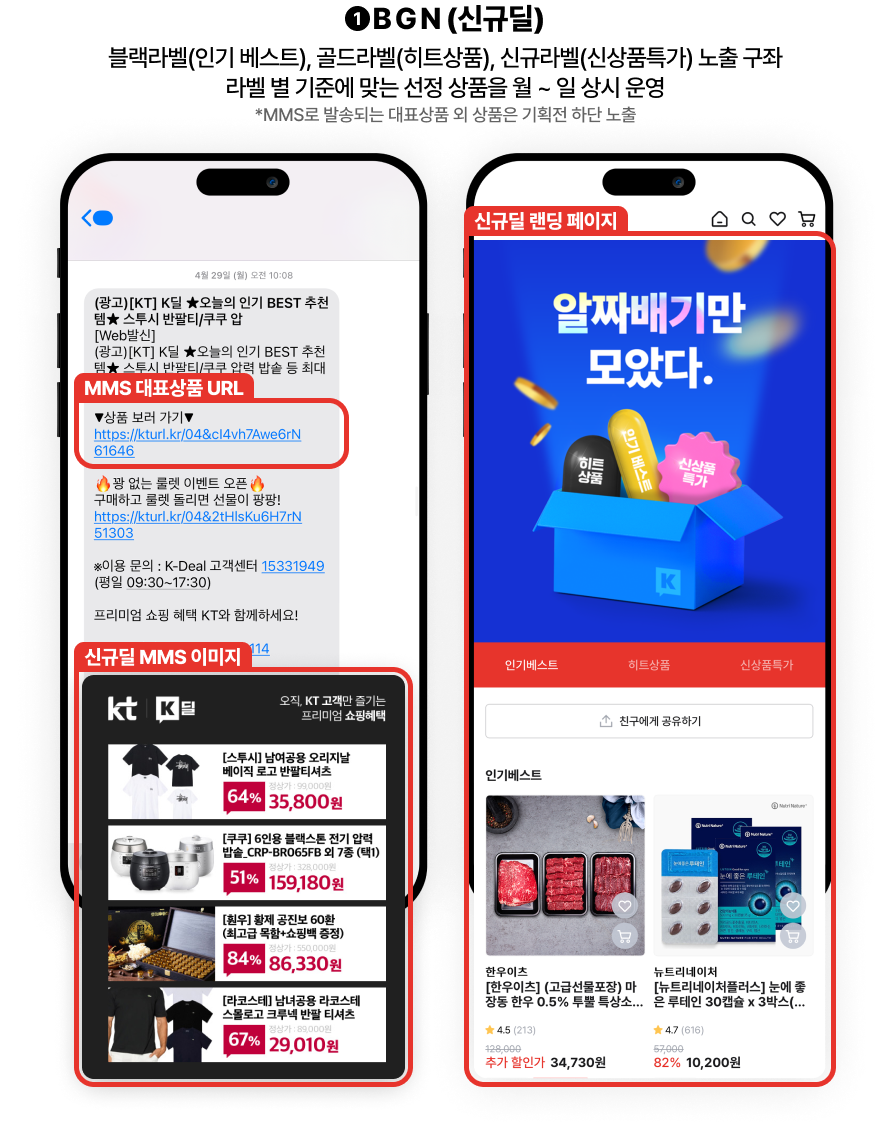 ❶BGN (신규딜)
블랙라벨(인기 베스트), 골드라벨(히트상품), 신규라벨(신상품특가) 노출 구좌
라벨 별 기준에 맞는 선정 상품을 월 ~ 일 상시 운영
*MMS로 발송되는 대표상품 외 상품은 기획전 하단 노출
4월 29일 (월) 오전 10:08
(광고)[KT] K딜 ★오늘의 인기 BEST 추천
템★ 스투시 반팔티/쿠쿠 압
[Web발신]
(광고)[KT] K딜 ★오늘의 인기 BEST 추천
템★ 스투시 반팔티/쿠쿠 압력 밥솥 등 최대
MMS 대표상품 URL
▼상품 보러 가기▼
https://kturl.kr/04&cI4vh7Awe6rN
61646
🔥꽝 없는 룰렛 이벤트 오픈🔥
구매하고 룰렛 돌리면 선물이 팡팡!
https://kturl.kr/04&2tHIsKu6H7rN
51303
※이용 문의 : K-Deal 고객센터 15331949
(평일 09:30~17:30)
프리미엄 쇼핑 혜택 KT와 함께하세요!
114
신규딜 MMS 이미지
kt K딜
오직, KT 고객만 즐기는
프리미엄 쇼핑혜택
[스투시] 남여공용 오리지날
베이직 로고 반팔티셔츠
정상가 : 99,000원
64% 35,800원
[쿠쿠] 6인용 블랙스톤 전기 압력
밥솥_CRP-BR065FB 외 7종 (택1)
정상가 : 328,000원
51% 159,180원
[흰우] 황제 공진보 60환
(최고급 목함+쇼핑백 증정)
정상가 : 550,000원
84% 86,330원
[라코스테] 남녀공용 라코스테
스몰로고 크루넥 반팔 티셔츠
정상가 : 89,000원
67% 29,010원
신규딜 랜딩 페이지
알짜배기만
모았다.
히트
상품
인기 베스트
신상품
특가
K
인기베스트 히트상품 신상품특가
친구에게 공유하기
인기베스트
한우이츠
[한우이츠] (고급선물포장) 마
장동 한우 0.5% 투뿔 특상소...
4.5 (213)
128,000
추가 할인가 34,730원
Nutri Nature+
Nutri Nature+
Nutri Nature+
눈에좋은 루테인
눈에 좋은 루테인
뉴트리네이처
[뉴트리네이처플러스] 눈에 좋
은 루테인 30캡슐 x 3박스(...
4.7 (616)
57,000
82% 10,200원